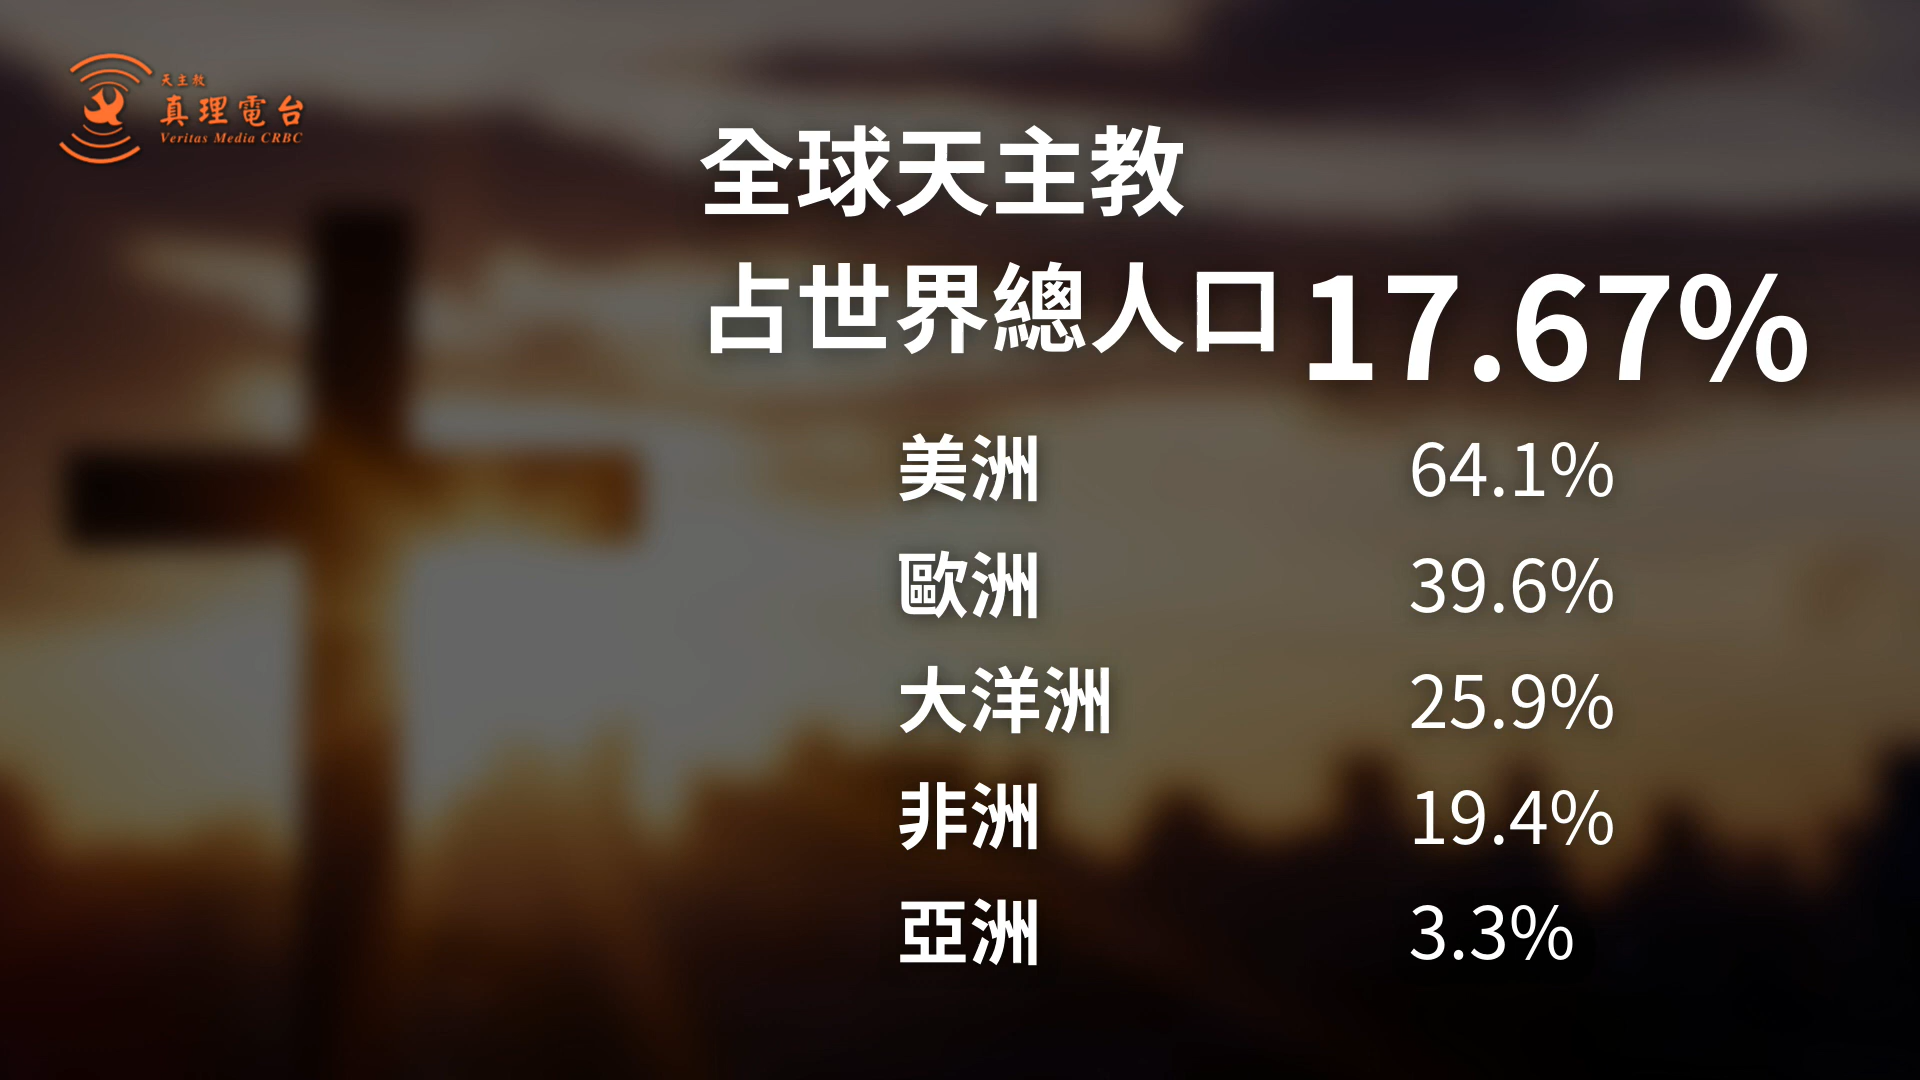 天主教
真理電台
Veritas Media CRBC
全球天主教
占世界總人口 17.67%
美洲 64.1%
歐洲 39.6%
大洋洲 25.9%
非洲 19.4%
亞洲 3.3%